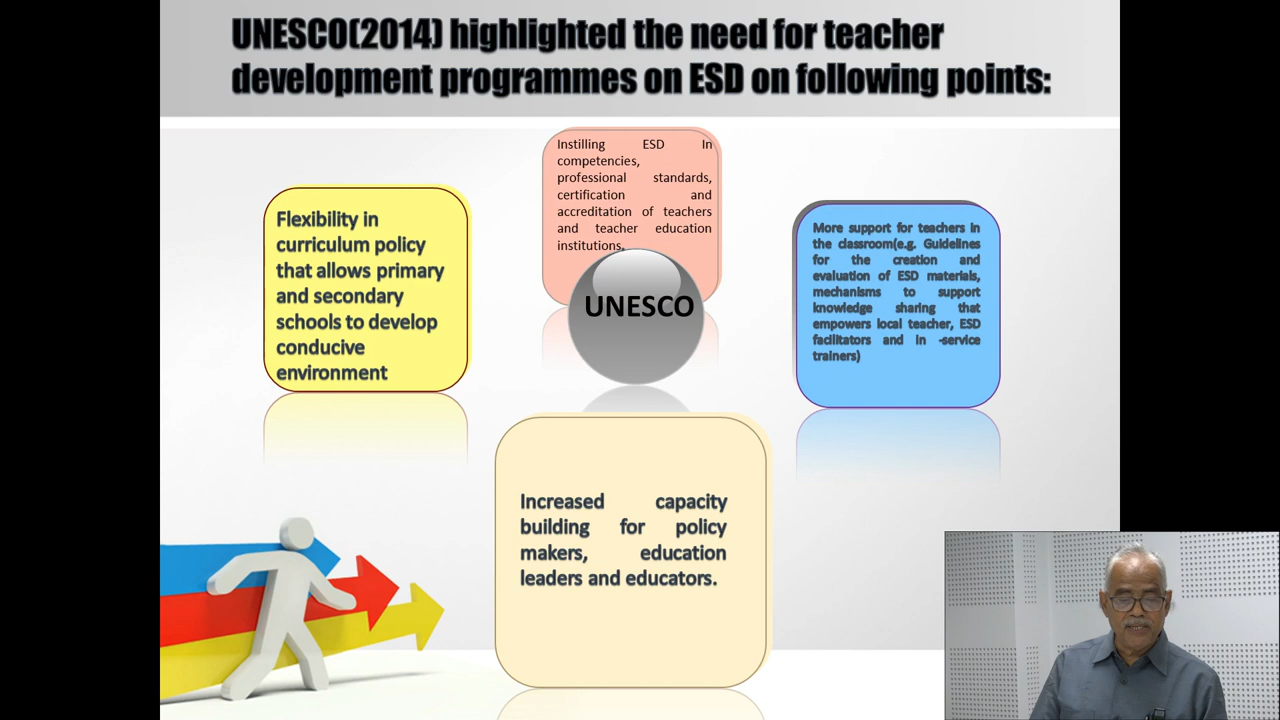 UNESCO(2014) highlighted the need for teacher
development programmes on ESD on following points:
Instilling ESD In
competencies,
professional standards,
certification and
accreditation of teachers
and teacher education
institutions.
Flexibility in
curriculum policy
that allows primary
and secondary
schools to develop
conducive
environment
More support for teachers in
the classroom(e.g. Guidelines
for the creation and
evaluation of ESD materials,
mechanisms to support
knowledge sharing that
empowers local teacher, ESD
facilitators and in -service
trainers)
UNESCO
Increased capacity
building for policy
makers, education
leaders and educators.